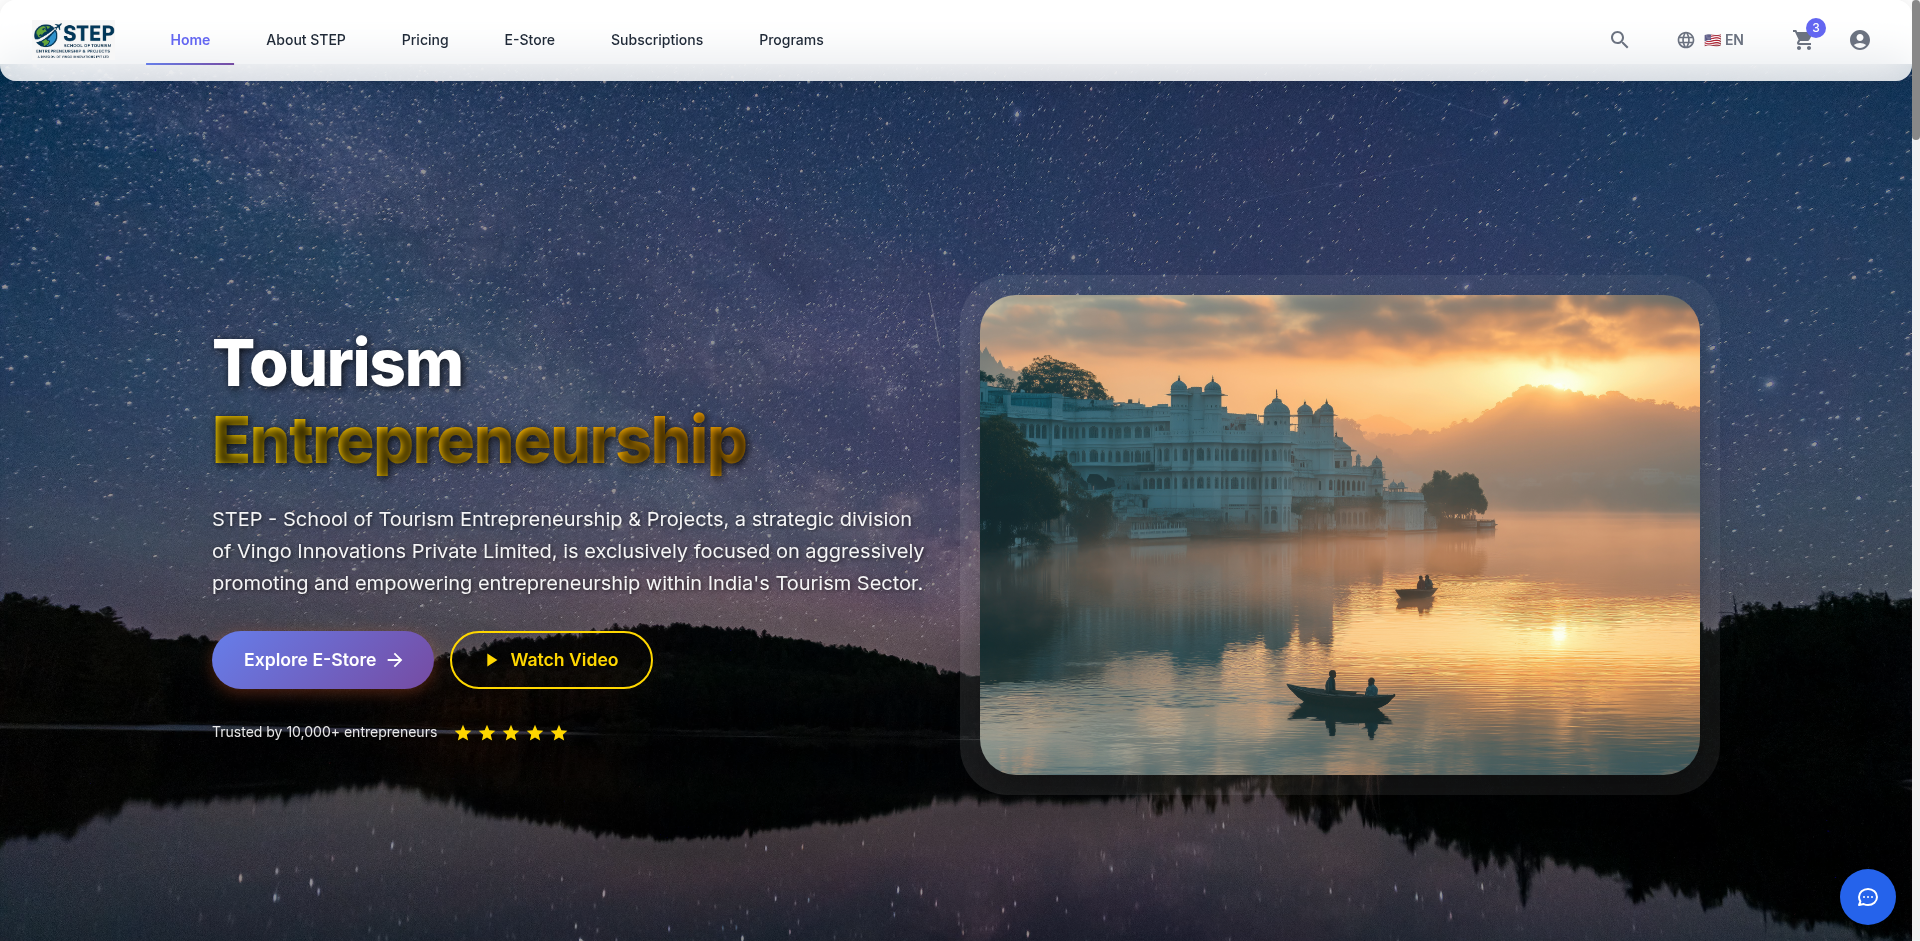 STEP
SCHOOL OF TOURISM
ENTREPRENEURSHIP & PROJECTS
Home
About STEP
Pricing
E-Store
Subscriptions
Programs
🇺🇸 EN
3
Tourism
Entrepreneurship
STEP - School of Tourism Entrepreneurship & Projects, a strategic division
of Vingo Innovations Private Limited, is exclusively focused on aggressively
promoting and empowering entrepreneurship within India's Tourism Sector.
Explore E-Store
Watch Video
Trusted by 10,000+ entrepreneurs